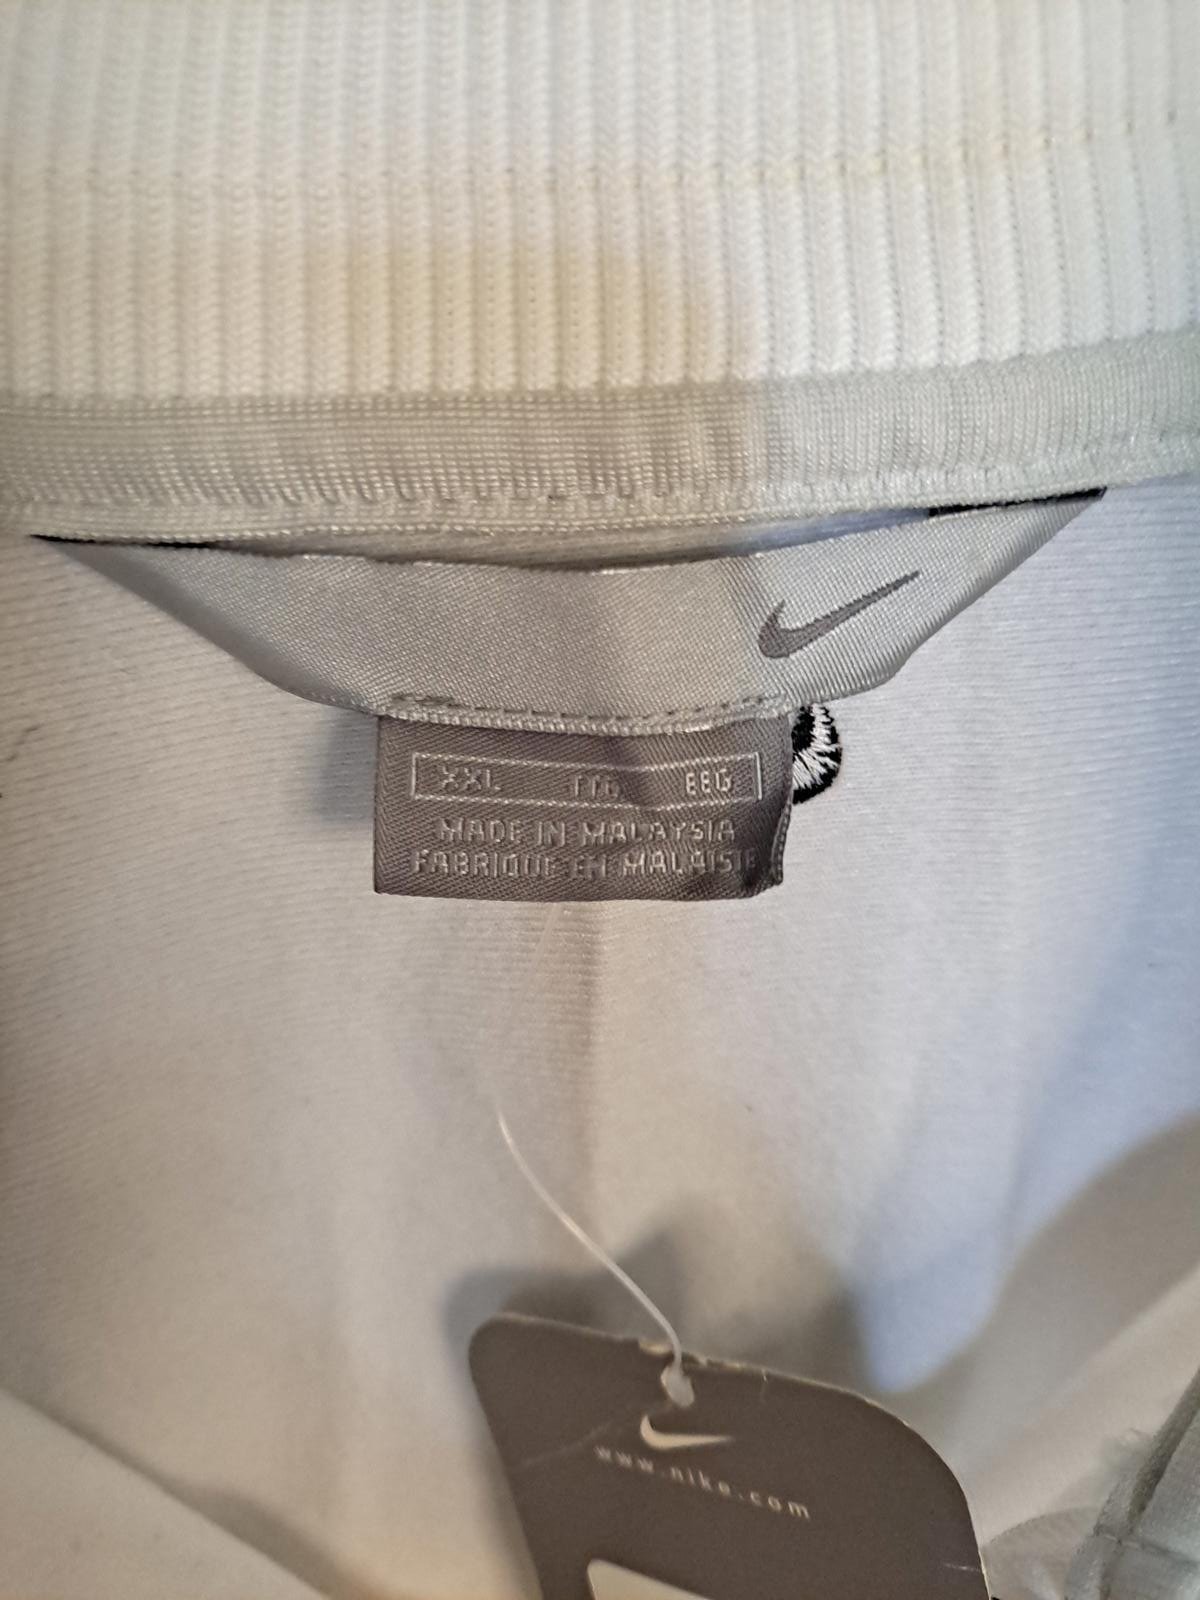 XXL TTG EEG
MADE IN MALAYSIA
FABRIQUE EN MALAISIE
www.nike.com